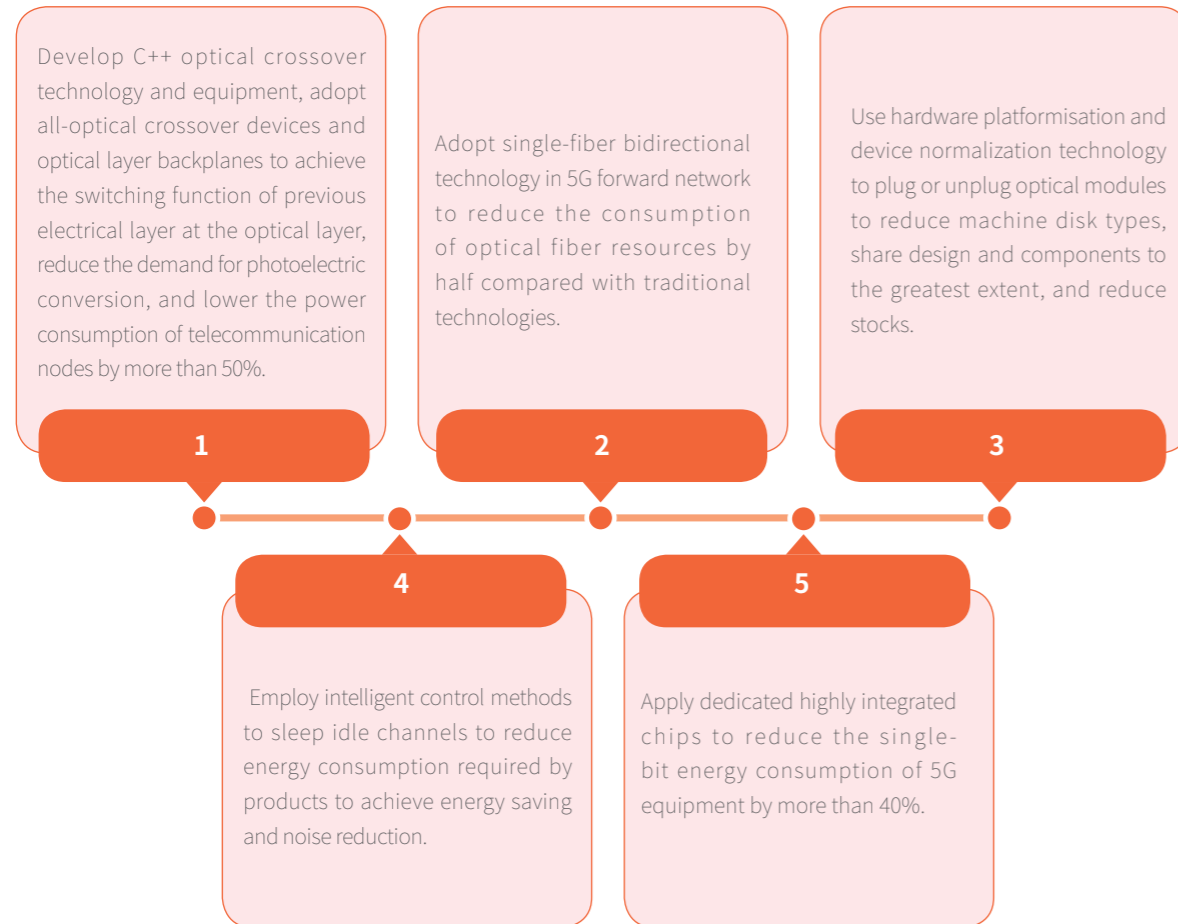 Develop C++ optical crossover
technology and equipment, adopt
all-optical crossover devices and
optical layer backplanes to achieve
the switching function of previous
electrical layer at the optical layer,
reduce the demand for photoelectric
conversion, and lower the power
consumption of telecommunication
nodes by more than 50%.
1
Adopt single-fiber bidirectional
technology in 5G forward network
to reduce the consumption
of optical fiber resources by
half compared with traditional
technologies.
2
Use hardware platformisation and
device normalization technology
to plug or unplug optical modules
to reduce machine disk types,
share design and components to
the greatest extent, and reduce
stocks.
3
4
Employ intelligent control methods
to sleep idle channels to reduce
energy consumption required by
products to achieve energy saving
and noise reduction.
5
Apply dedicated highly integrated
chips to reduce the single-
bit energy consumption of 5G
equipment by more than 40%.